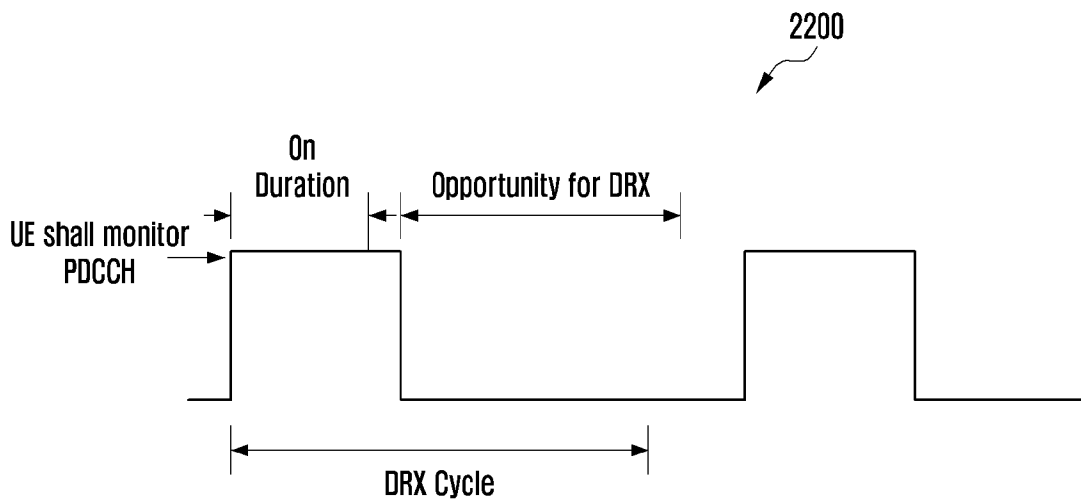 2200
On
Duration
Opportunity for DRX
UE shall monitor
PDCCH
DRX Cycle